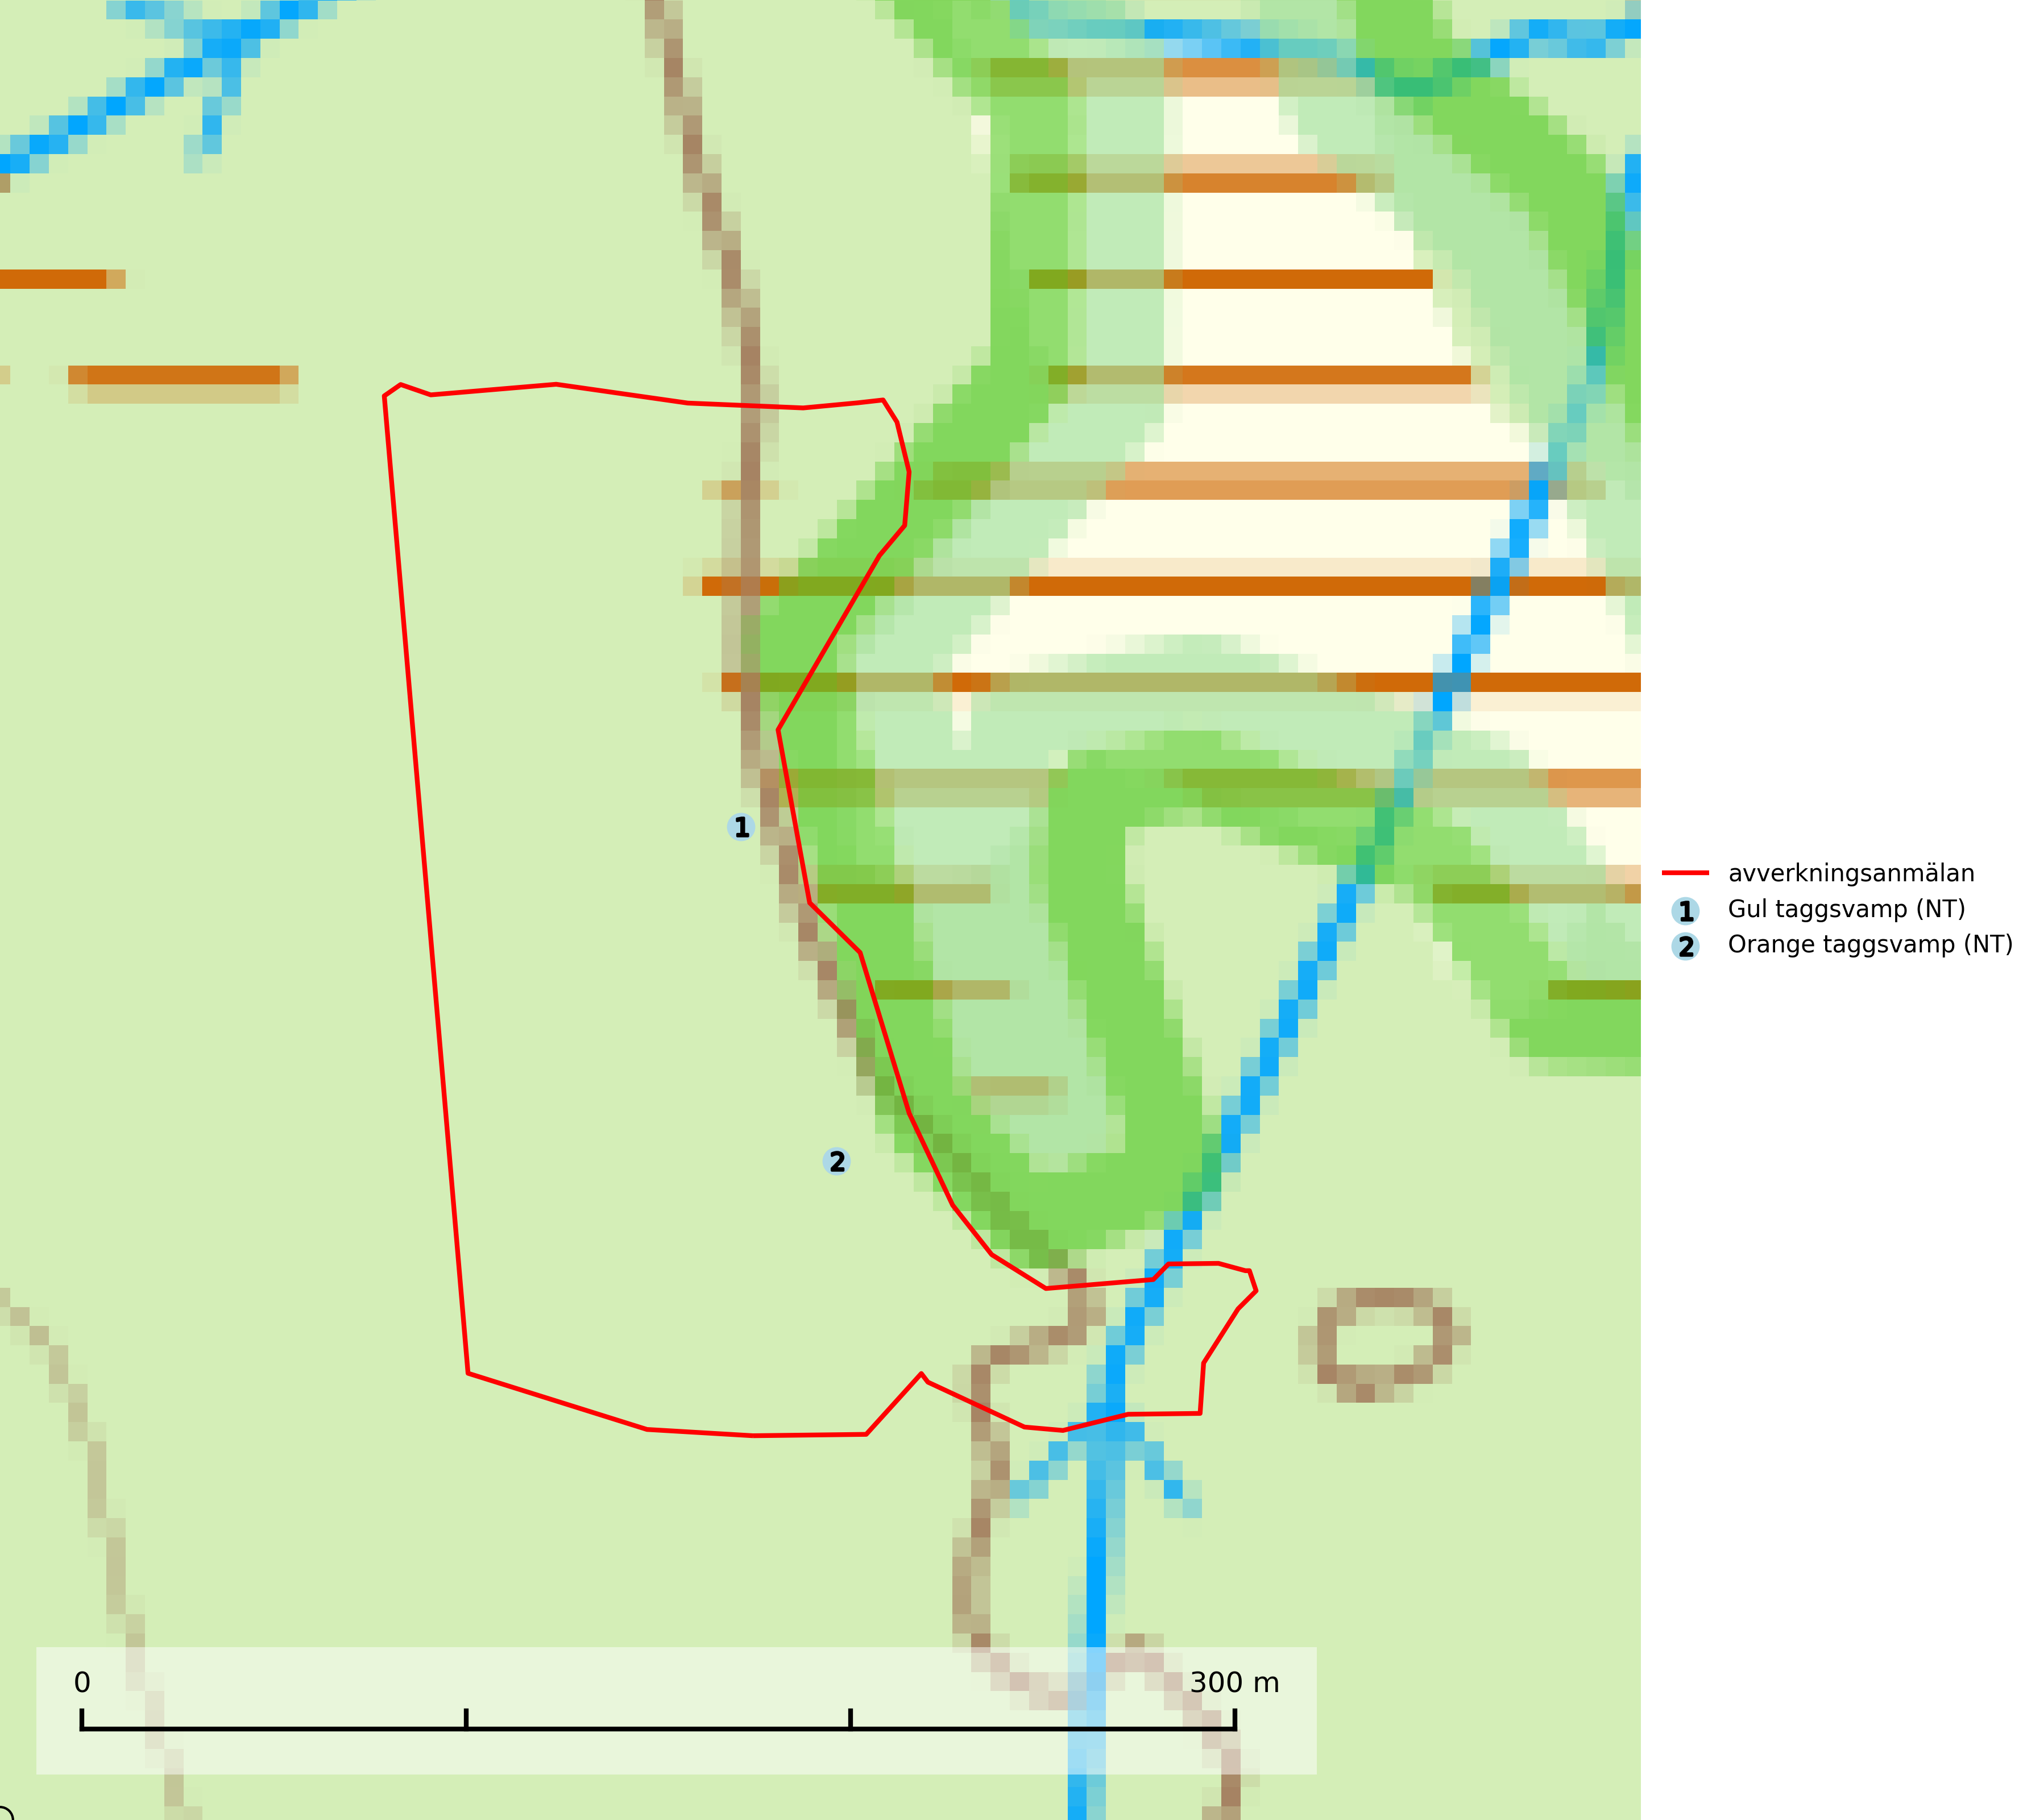 1
2
avverkningsanmälan
1 Gul taggsvamp (NT)
2 Orange taggsvamp (NT)
0 300 m